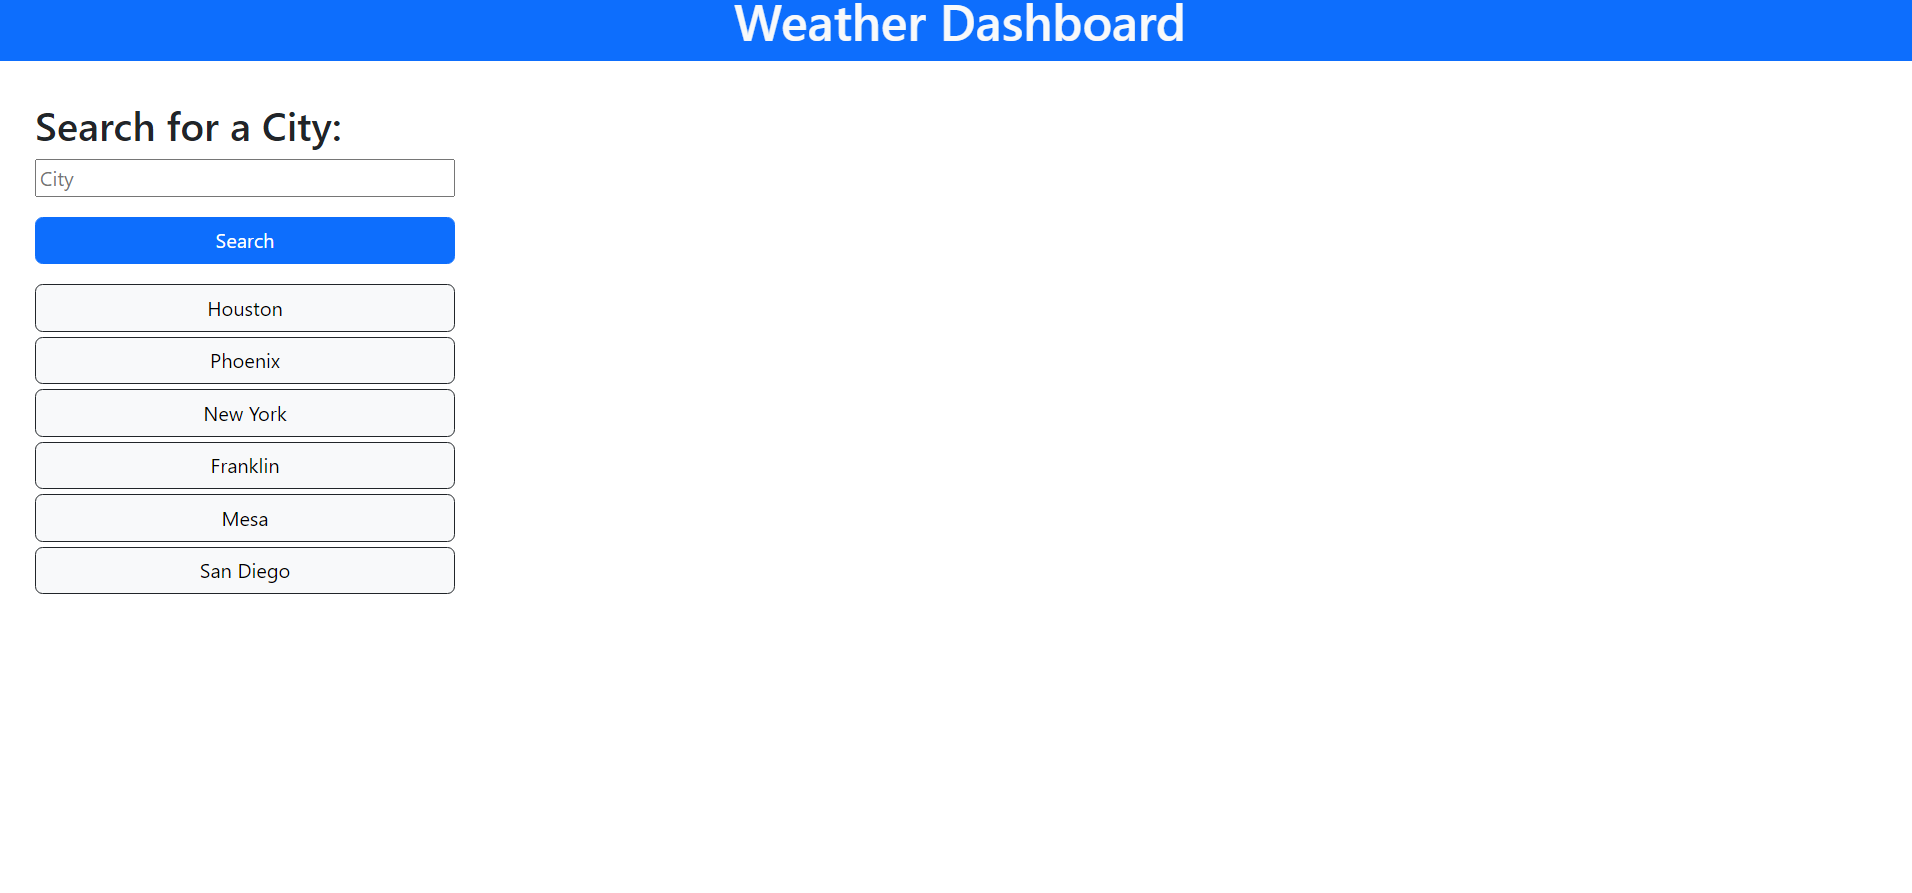 Weather Dashboard
Search for a City:
City
Search
Houston
Phoenix
New York
Franklin
Mesa
San Diego